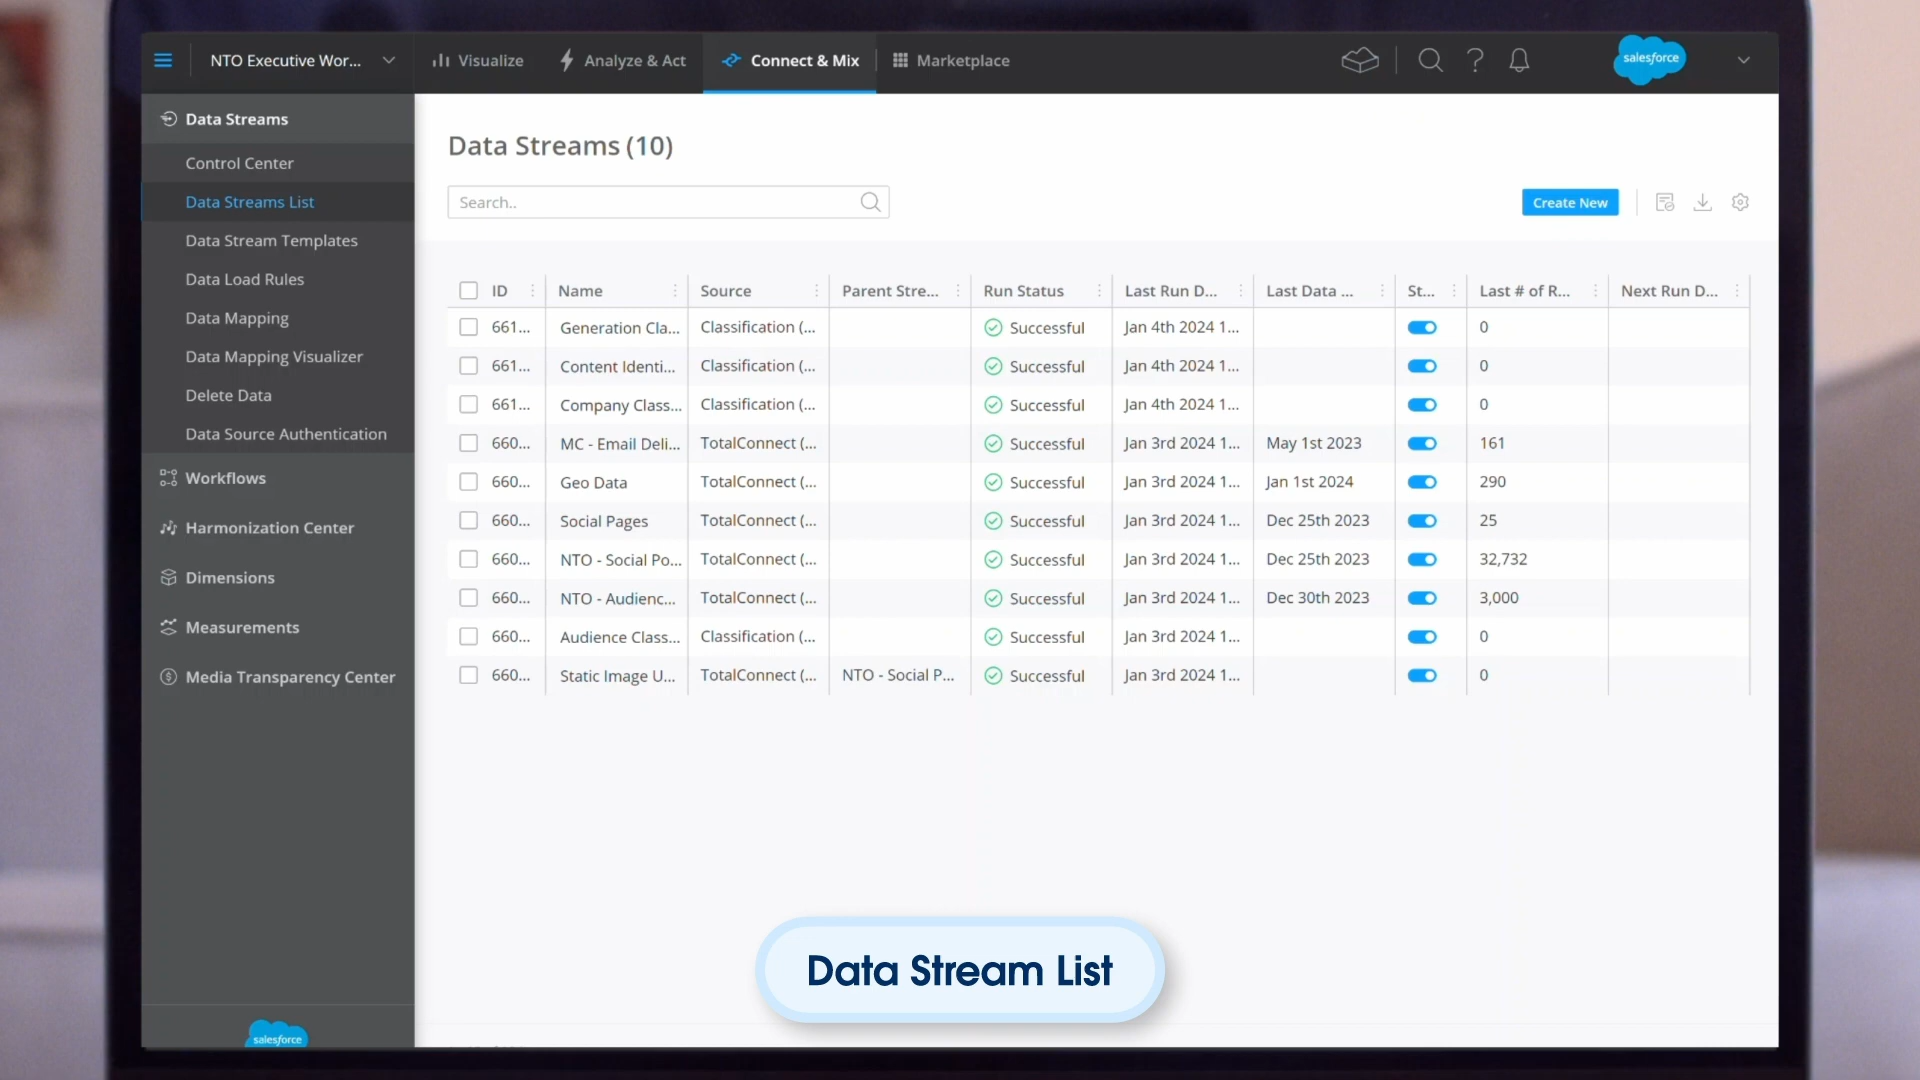 NTO Executive Wor...
Visualize
Analyze & Act
Connect & Mix
Marketplace
salesforce
Data Streams
Control Center
Data Streams List
Data Stream Templates
Data Load Rules
Data Mapping
Data Mapping Visualizer
Delete Data
Data Source Authentication
Workflows
Harmonization Center
Dimensions
Measurements
Media Transparency Center
salesforce
Data Streams (10)
Search..
Create New
ID Name Source Parent Stre... Run Status Last Run D... Last Data ... St... Last # of R... Next Run D...
661... Generation Cla... Classification (... Successful Jan 4th 2024 1... 0
661... Content Identi... Classification (... Successful Jan 4th 2024 1... 0
661... Company Class... Classification (... Successful Jan 4th 2024 1... 0
660... MC - Email Deli... TotalConnect (... Successful Jan 3rd 2024 1... May 1st 2023 161
660... Geo Data TotalConnect (... Successful Jan 3rd 2024 1... Jan 1st 2024 290
660... Social Pages TotalConnect (... Successful Jan 3rd 2024 1... Dec 25th 2023 25
660... NTO - Social Po... TotalConnect (... Successful Jan 3rd 2024 1... Dec 25th 2023 32,732
660... NTO - Audienc... TotalConnect (... Successful Jan 3rd 2024 1... Dec 30th 2023 3,000
660... Audience Class... Classification (... Successful Jan 3rd 2024 1... 0
660... Static Image U... TotalConnect (... NTO - Social P... Successful Jan 3rd 2024 1... 0
Data Stream List